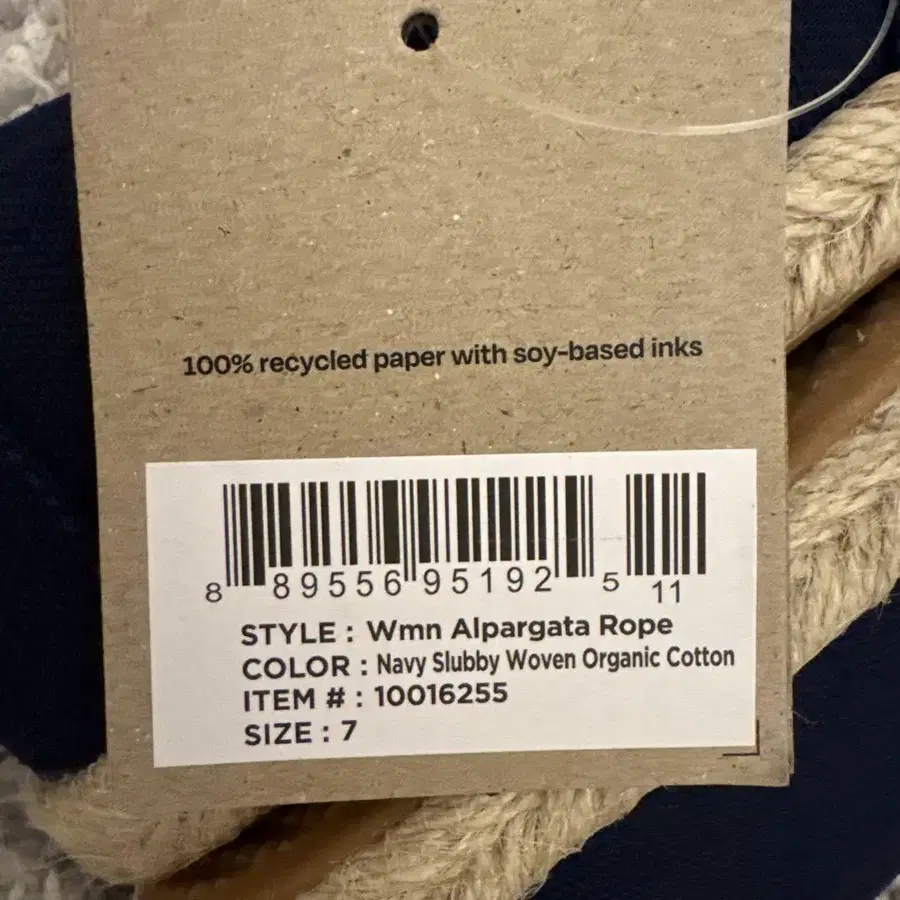 100% recycled paper with soy-based inks
8 89556 95192 5 11
STYLE : Wmn Alpargata Rope
COLOR : Navy Slubby Woven Organic Cotton
ITEM # : 10016255
SIZE : 7